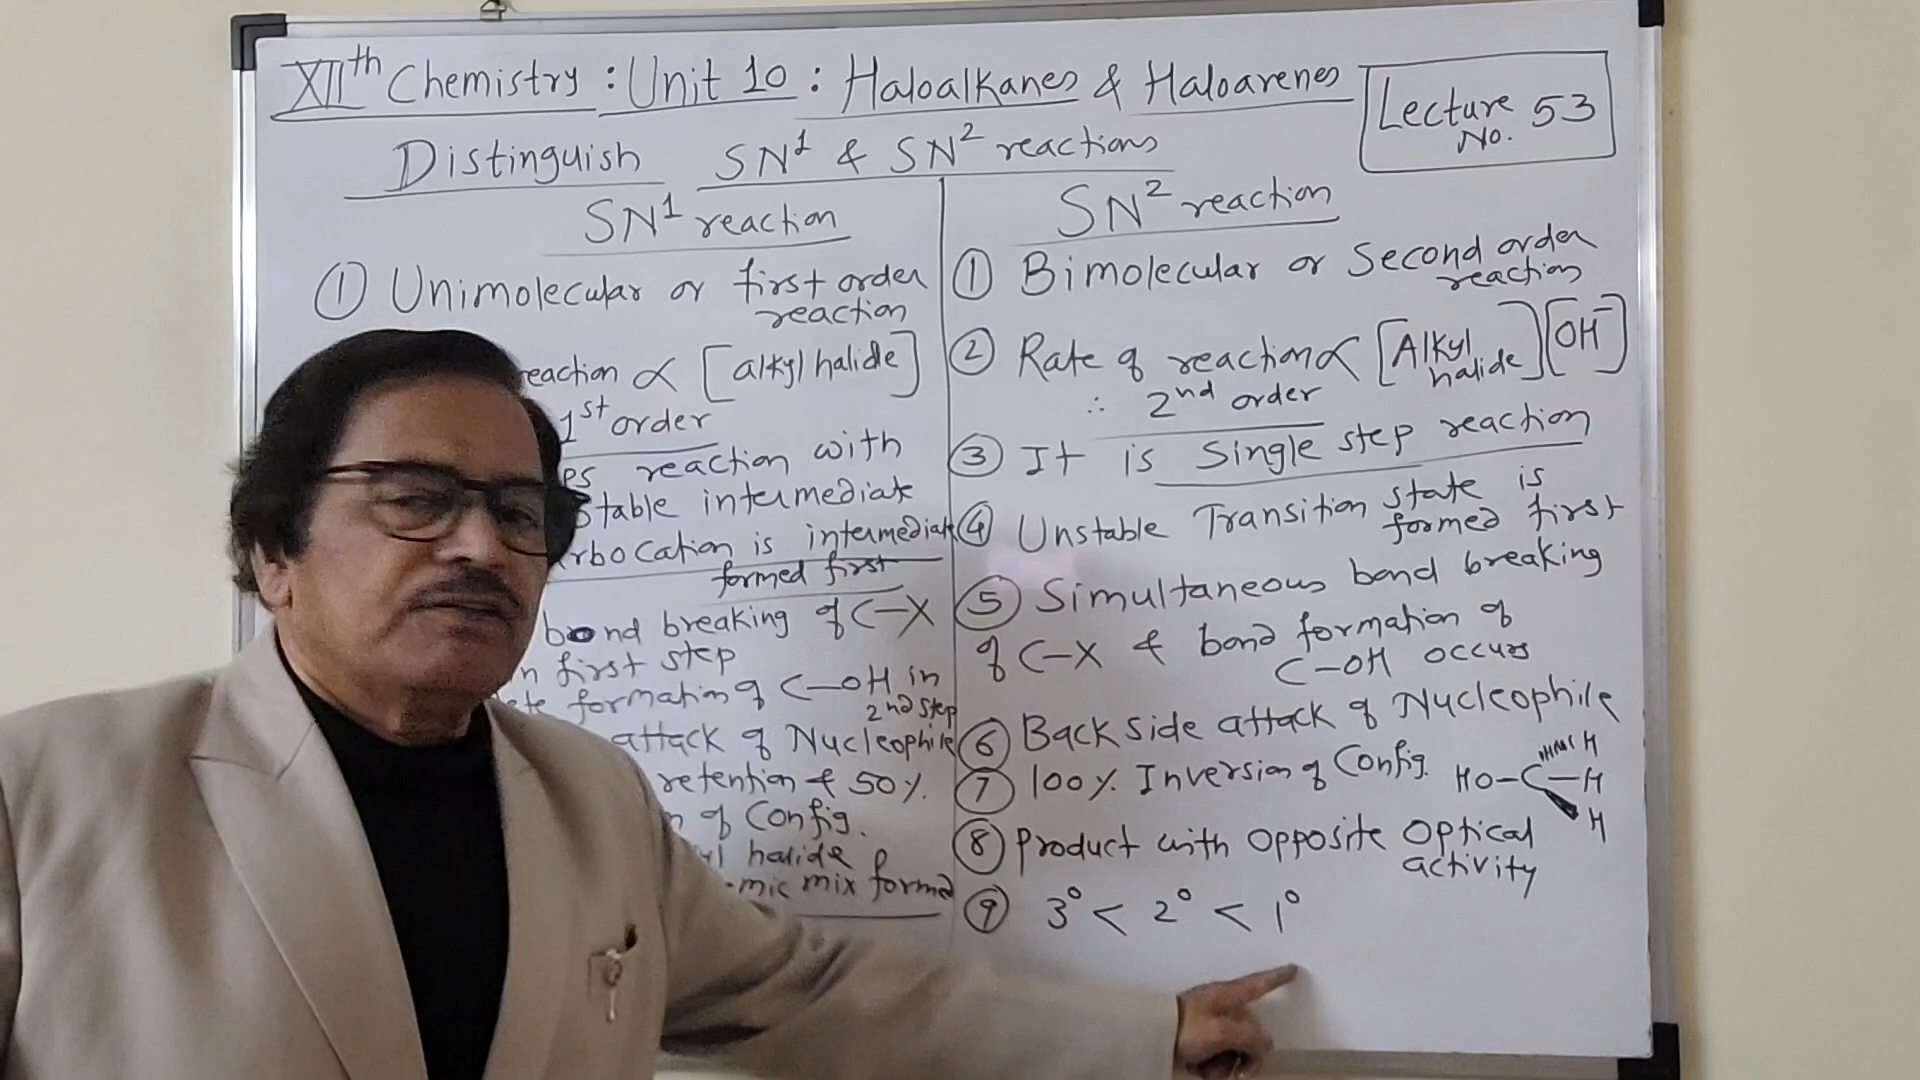 XIIth Chemistry : Unit 10 : Haloalkanes & Haloarenes
Lecture No. 53
Distinguish SN1 & SN2 reactions
SN1 reaction
① Unimolecular or first order
reaction
eaction ∝ [alkyl halide]
1st order
reaction with
stable intermediate
rbocation is intermediate
formed first
bond breaking of C–X
n first step
formation of C–OH in
2nd step
attack of Nucleophile
retention & 50%.
of Config.
yl halide
mic mix formed
SN2 reaction
① Bimolecular or Second order
reaction
② Rate of reaction ∝ [Alkyl halide] [OH⁻]
∴ 2nd order
③ It is Single step reaction
④ Unstable Transition state is
formed first
⑤ Simultaneous bond breaking
of C–X & bond formation of
C–OH occurs
⑥ Back side attack of Nucleophile
⑦ 100% Inversion of Config.
HO–C–H
H
H
⑧ Product with opposite Optical
activity
⑨ 3° < 2° < 1°